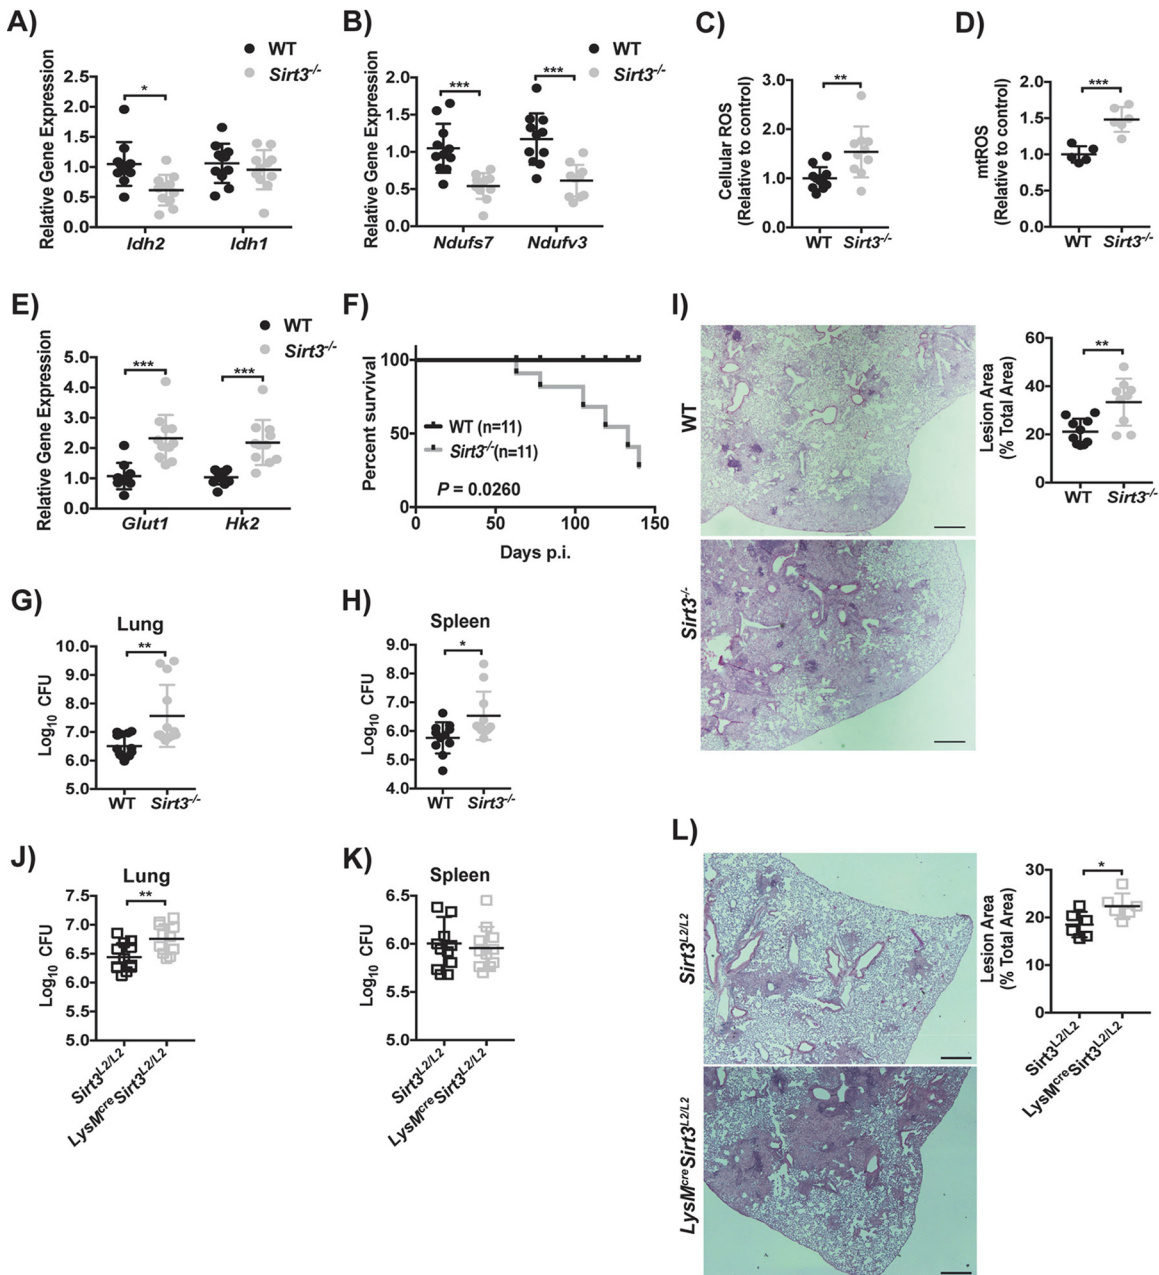 A)
WT
Sirt3-/-
Relative Gene Expression
2.5
2.0
1.5
1.0
0.5
0.0
*
Idh2
Idh1
B)
WT
Sirt3-/-
Relative Gene Expression
2.0
1.5
1.0
0.5
0.0
***
***
Ndufs7
Ndufv3
C)
Cellular ROS
(Relative to control)
3.0
2.0
1.0
0.0
**
WT
Sirt3-/-
D)
mtROS
(Relative to control)
2.0
1.5
1.0
0.5
0.0
***
WT
Sirt3-/-
E)
WT
Sirt3-/-
Relative Gene Expression
5.0
4.0
3.0
2.0
1.0
0.0
***
***
Glut1
Hk2
F)
Percent survival
100
50
0
WT (n=11)
Sirt3-/-(n=11)
P = 0.0260
0
50
100
150
Days p.i.
I)
WT
Sirt3-/-
Lesion Area
(% Total Area)
60
40
20
0
**
WT
Sirt3-/-
G)
Lung
Log10 CFU
10.0
9.0
8.0
7.0
6.0
5.0
**
WT
Sirt3-/-
H)
Spleen
Log10 CFU
9.0
8.0
7.0
6.0
5.0
4.0
*
WT
Sirt3-/-
J)
Lung
Log10 CFU
7.5
7.0
6.5
6.0
5.5
5.0
**
Sirt3L2/L2
LysMcreSirt3L2/L2
K)
Spleen
Log10 CFU
6.5
6.0
5.5
5.0
Sirt3L2/L2
LysMcreSirt3L2/L2
L)
Sirt3L2/L2
LysMcreSirt3L2/L2
Lesion Area
(% Total Area)
30
20
10
0
*
Sirt3L2/L2
LysMcreSirt3L2/L2